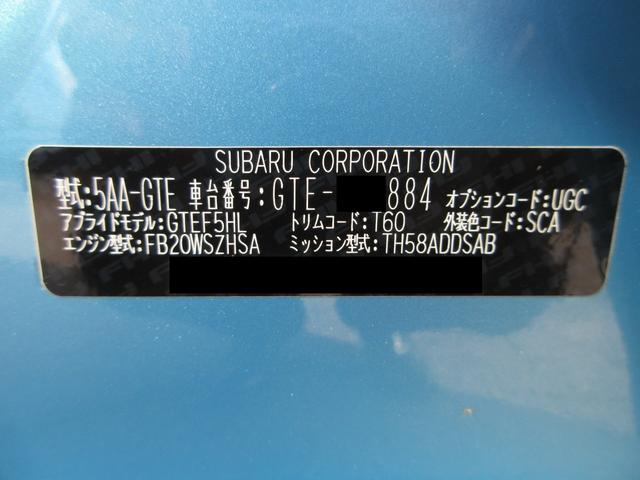 SUBARU CORPORATION
型式:5AA-GTE 車台番号:GTE- 884 オプションコード:UGC
アプライドモデル:GTEF5HL トリムコード:T60 外装色コード:SCA
エンジン型式:FB20WSZHSA ミッション型式:TH58ADDSAB